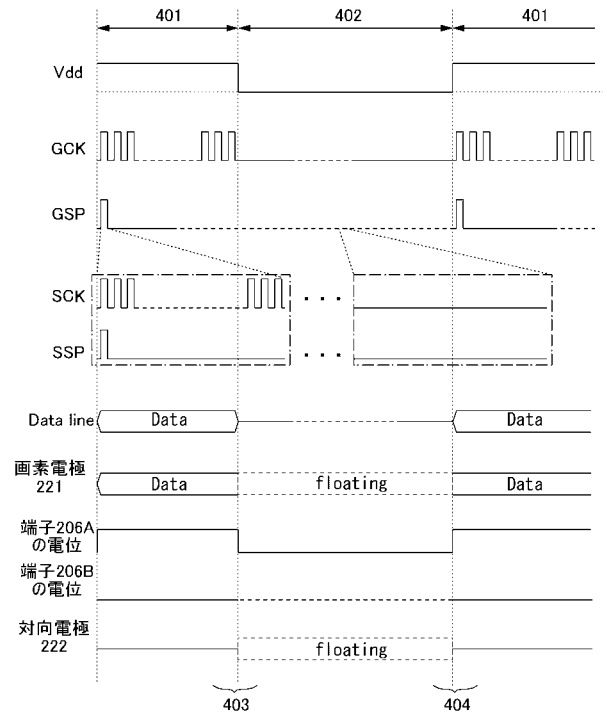 401 402 401
Vdd
GCK
GSP
SCK
SSP
Data line Data Data
画素電極
221 Data floating Data
端子206A
の電位
端子206B
の電位
対向電極
222 floating
403 404